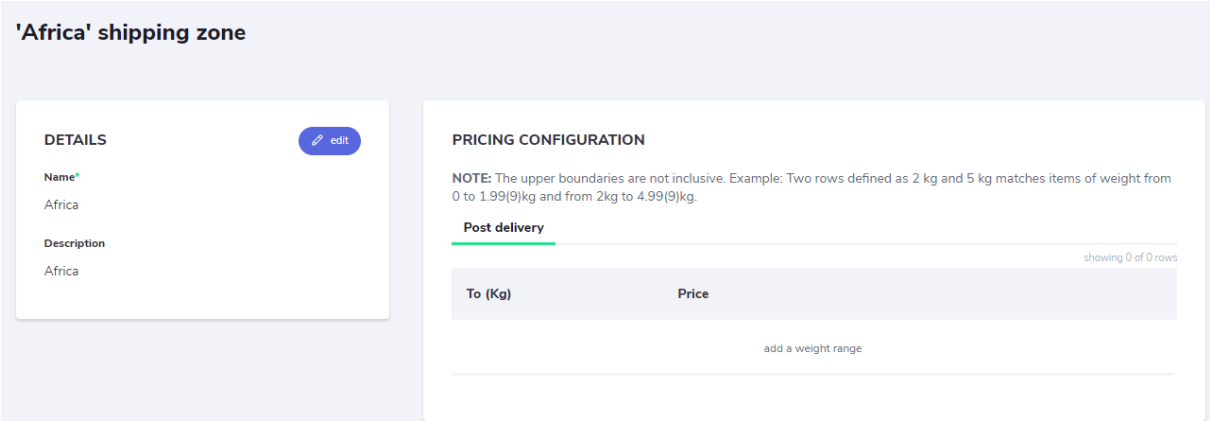 'Africa' shipping zone
DETAILS
edit
Name*
Africa
Description
Africa
PRICING CONFIGURATION
NOTE: The upper boundaries are not inclusive. Example: Two rows defined as 2 kg and 5 kg matches items of weight from
0 to 1.99(9)kg and from 2kg to 4.99(9)kg.
Post delivery
showing 0 of 0 rows
To (Kg) Price
add a weight range